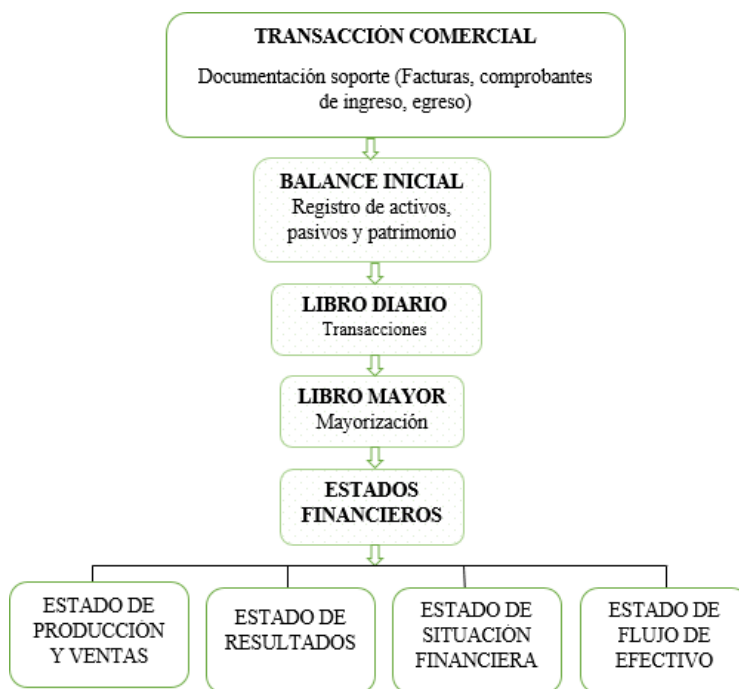 TRANSACCIÓN COMERCIAL
Documentación soporte (Facturas, comprobantes
de ingreso, egreso)
BALANCE INICIAL
Registro de activos,
pasivos y patrimonio
LIBRO DIARIO
Transacciones
LIBRO MAYOR
Mayorización
ESTADOS
FINANCIEROS
ESTADO DE
PRODUCCIÓN
Y VENTAS
ESTADO DE
RESULTADOS
ESTADO DE
SITUACIÓN
FINANCIERA
ESTADO DE
FLUJO DE
EFECTIVO